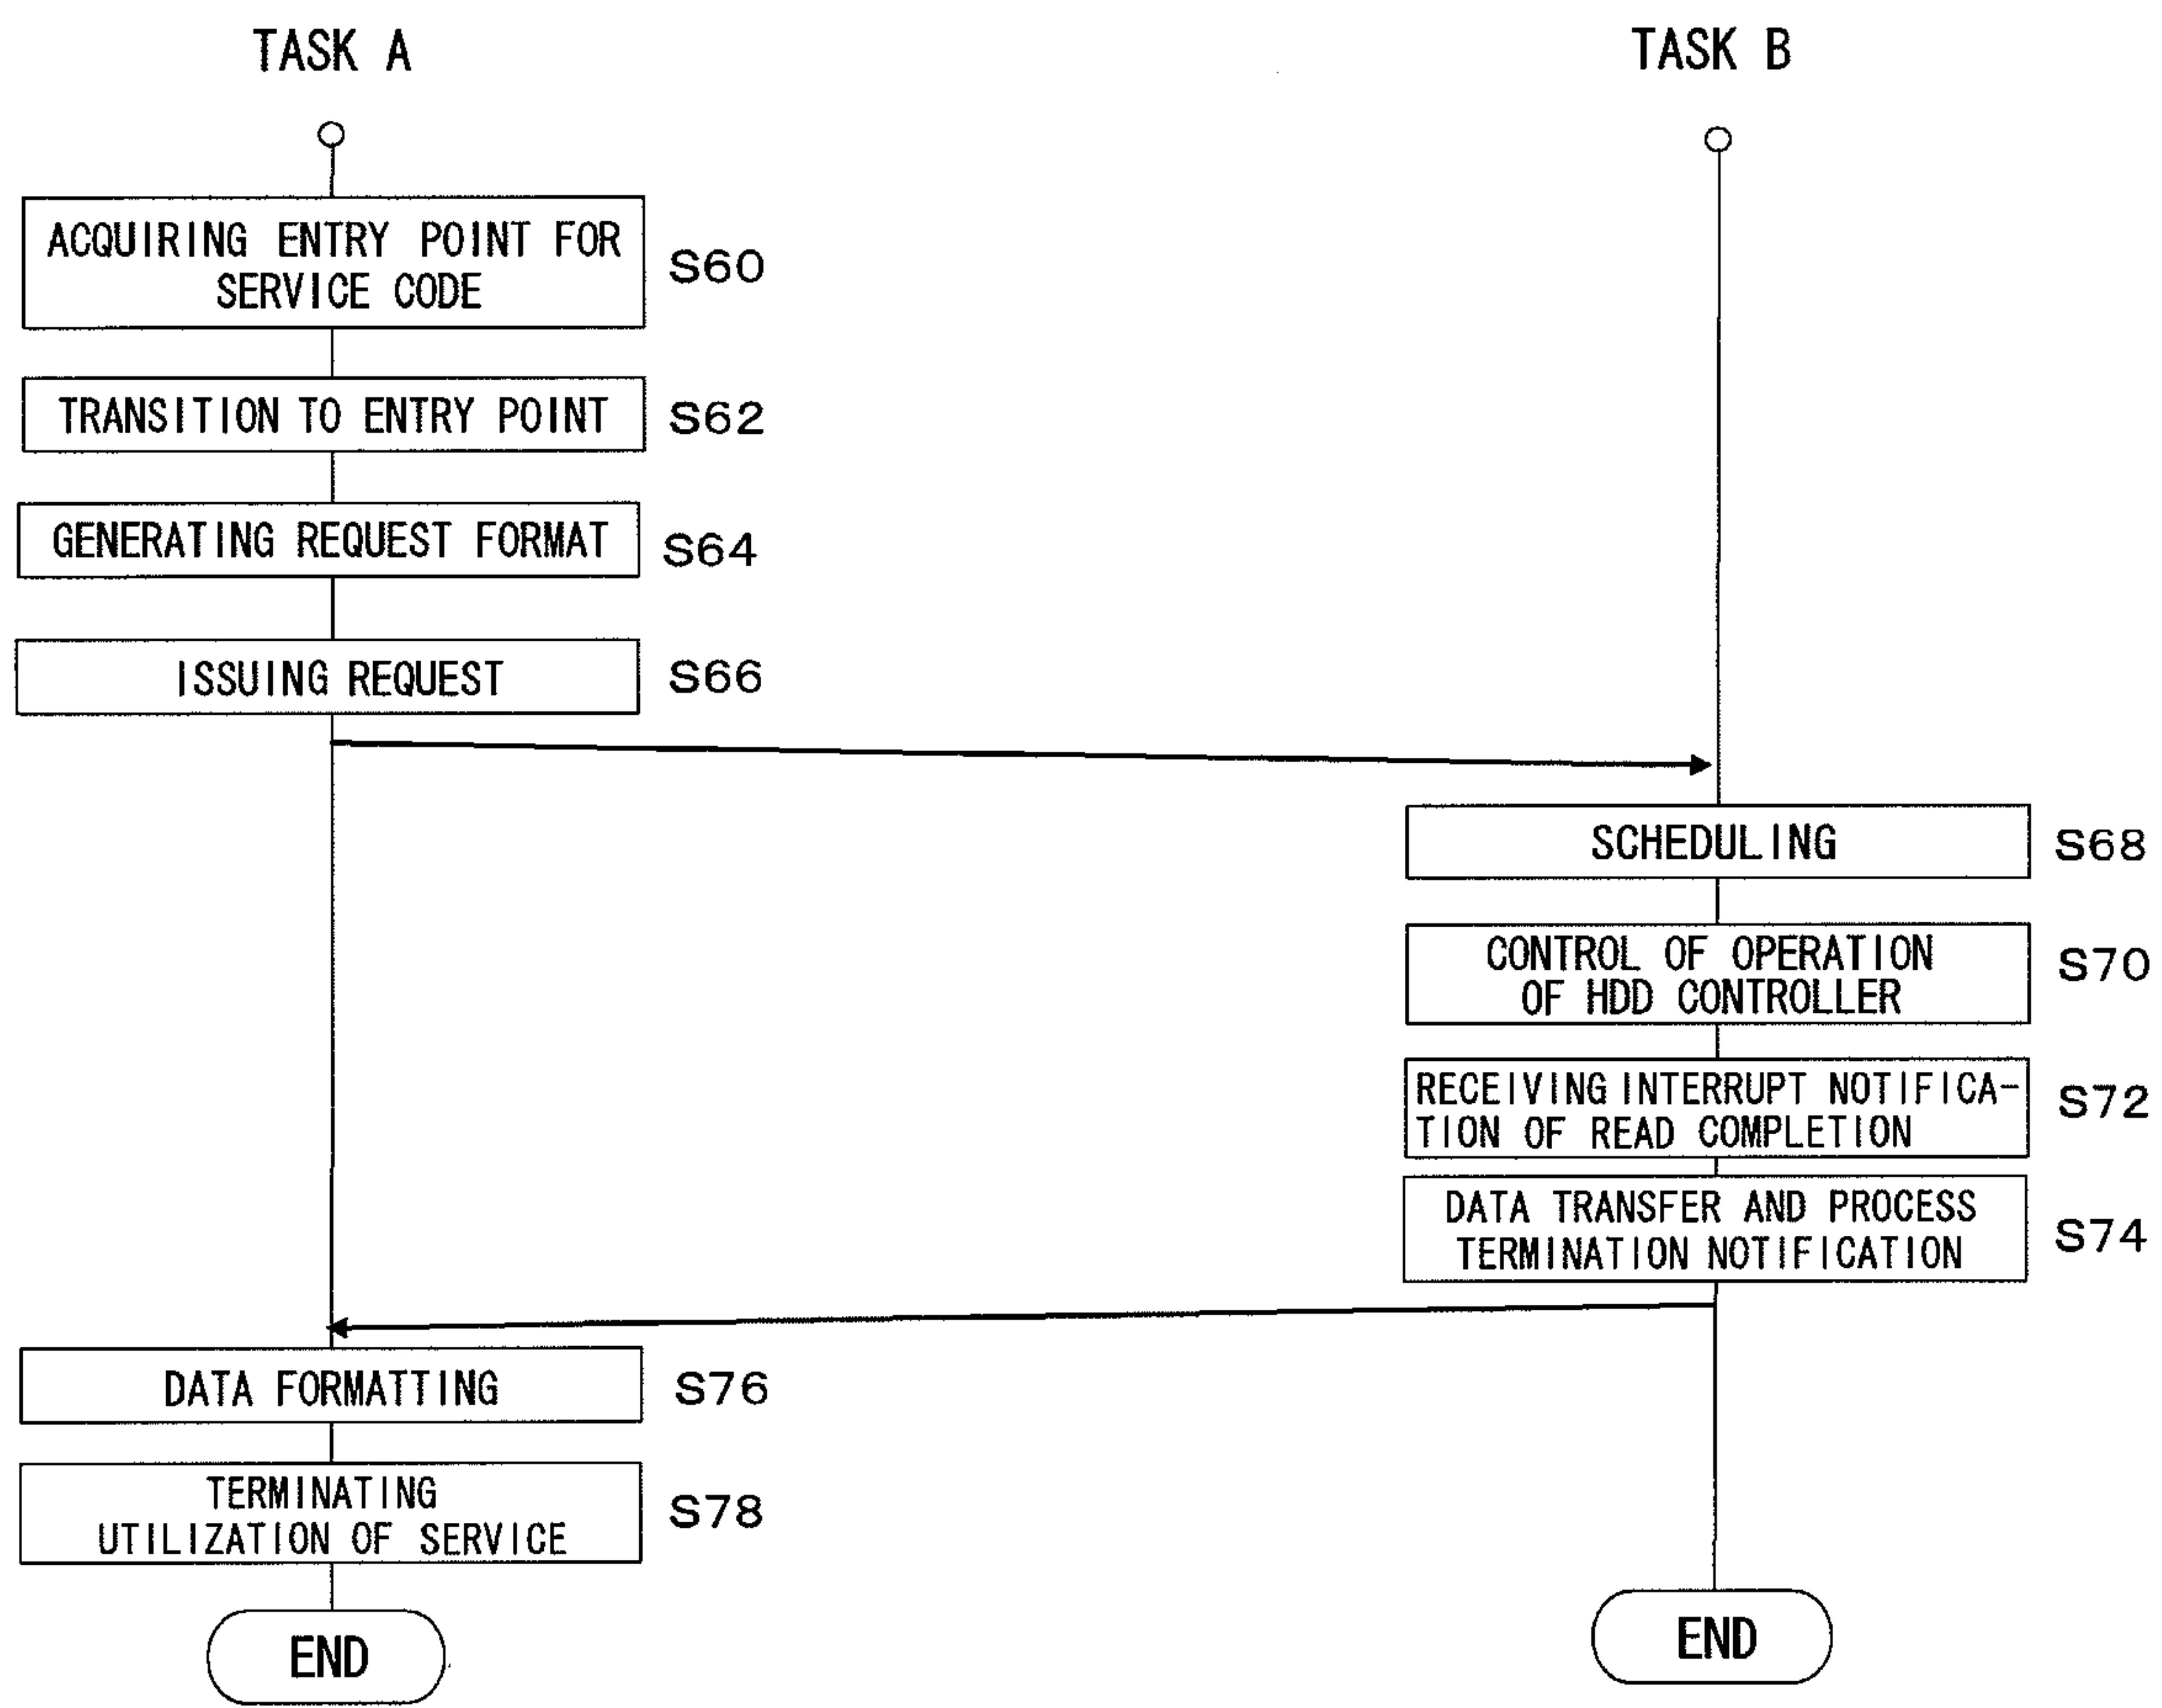 TASK A
TASK B
ACQUIRING ENTRY POINT FOR
SERVICE CODE
S60
TRANSITION TO ENTRY POINT
S62
GENERATING REQUEST FORMAT
S64
ISSUING REQUEST
S66
SCHEDULING
S68
CONTROL OF OPERATION
OF HDD CONTROLLER
S70
RECEIVING INTERRUPT NOTIFICA-
TION OF READ COMPLETION
S72
DATA TRANSFER AND PROCESS
TERMINATION NOTIFICATION
S74
DATA FORMATTING
S76
TERMINATING
UTILIZATION OF SERVICE
S78
END
END